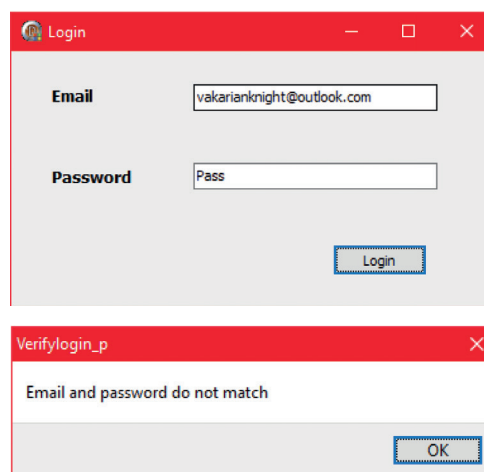 Login
Email
vakarianknight@outlook.com
Password
Pass
Login
Verifylogin_p
Email and password do not match
OK